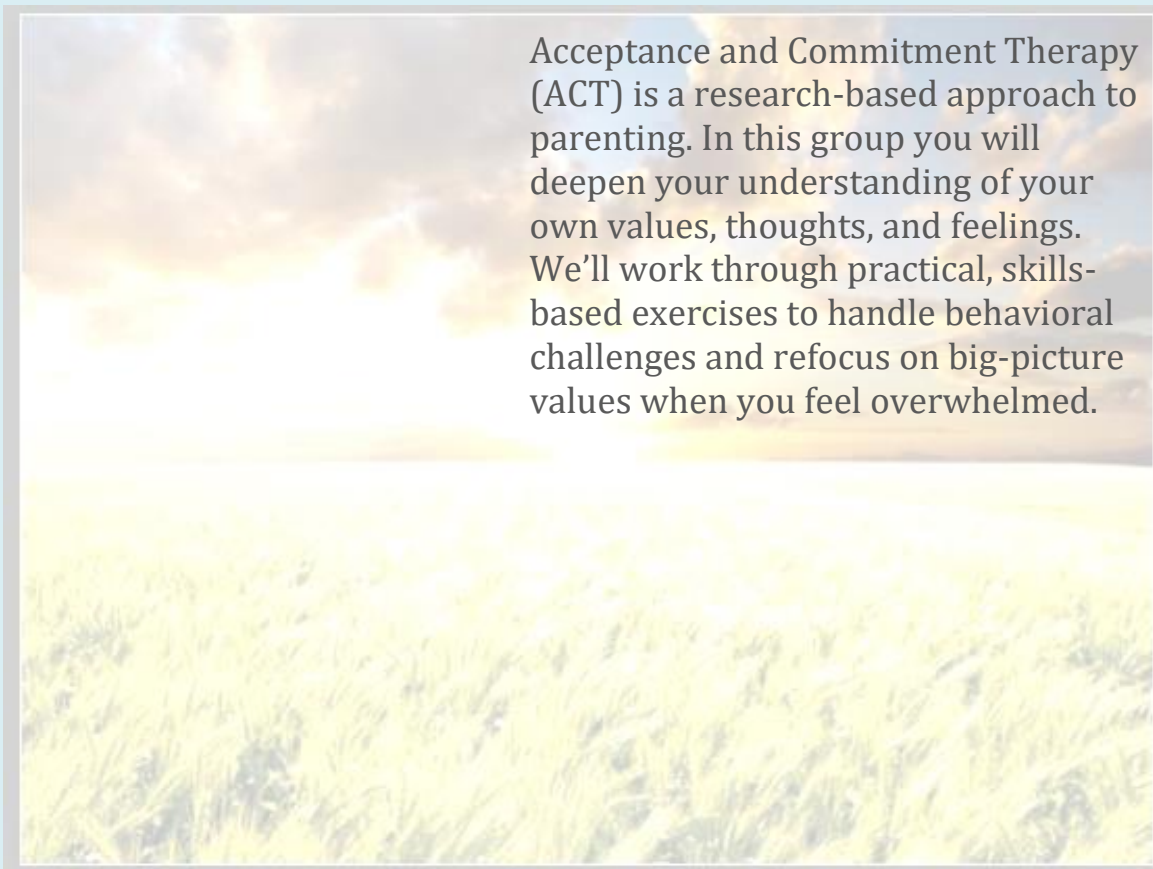 Acceptance and Commitment Therapy
(ACT) is a research-based approach to
parenting. In this group you will
deepen your understanding of your
own values, thoughts, and feelings.
We’ll work through practical, skills-
based exercises to handle behavioral
challenges and refocus on big-picture
values when you feel overwhelmed.